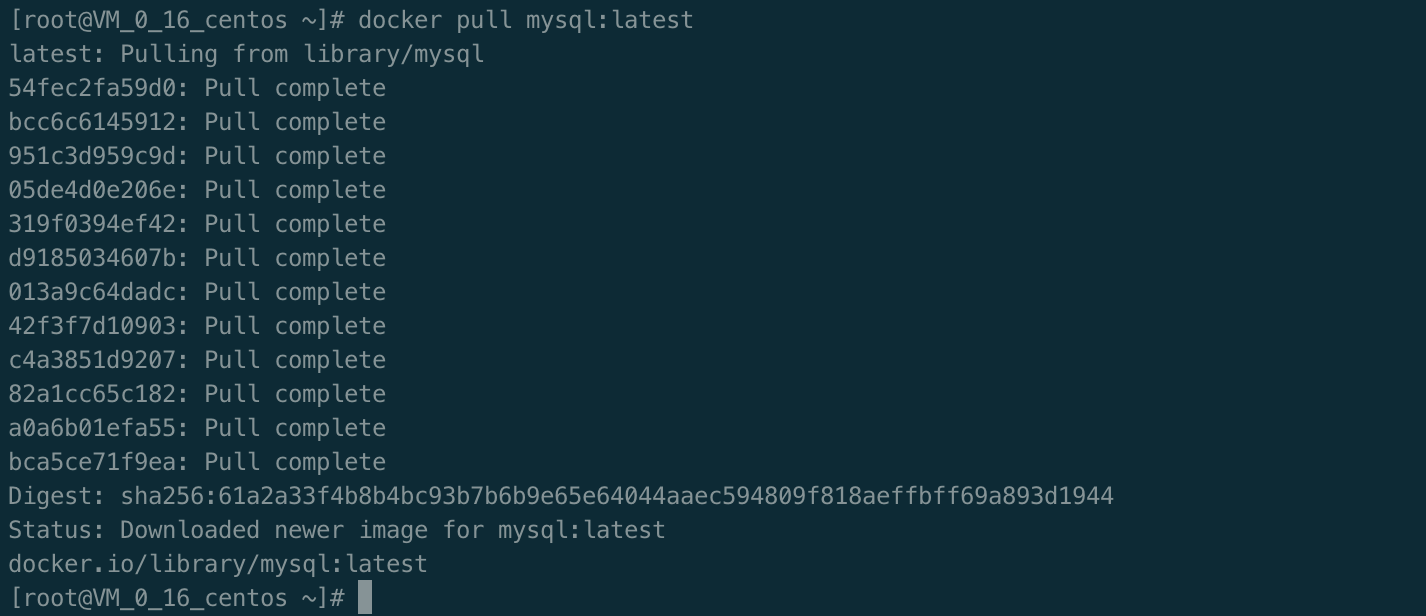 [root@VM_0_16_centos ~]# docker pull mysql:latest
latest: Pulling from library/mysql
54fec2fa59d0: Pull complete
bcc6c6145912: Pull complete
951c3d959c9d: Pull complete
05de4d0e206e: Pull complete
319f0394ef42: Pull complete
d9185034607b: Pull complete
013a9c64dadc: Pull complete
42f3f7d10903: Pull complete
c4a3851d9207: Pull complete
82a1cc65c182: Pull complete
a0a6b01efa55: Pull complete
bca5ce71f9ea: Pull complete
Digest: sha256:61a2a33f4b8b4bc93b7b6b9e65e64044aaec594809f818aeffbff69a893d1944
Status: Downloaded newer image for mysql:latest
docker.io/library/mysql:latest
[root@VM_0_16_centos ~]#